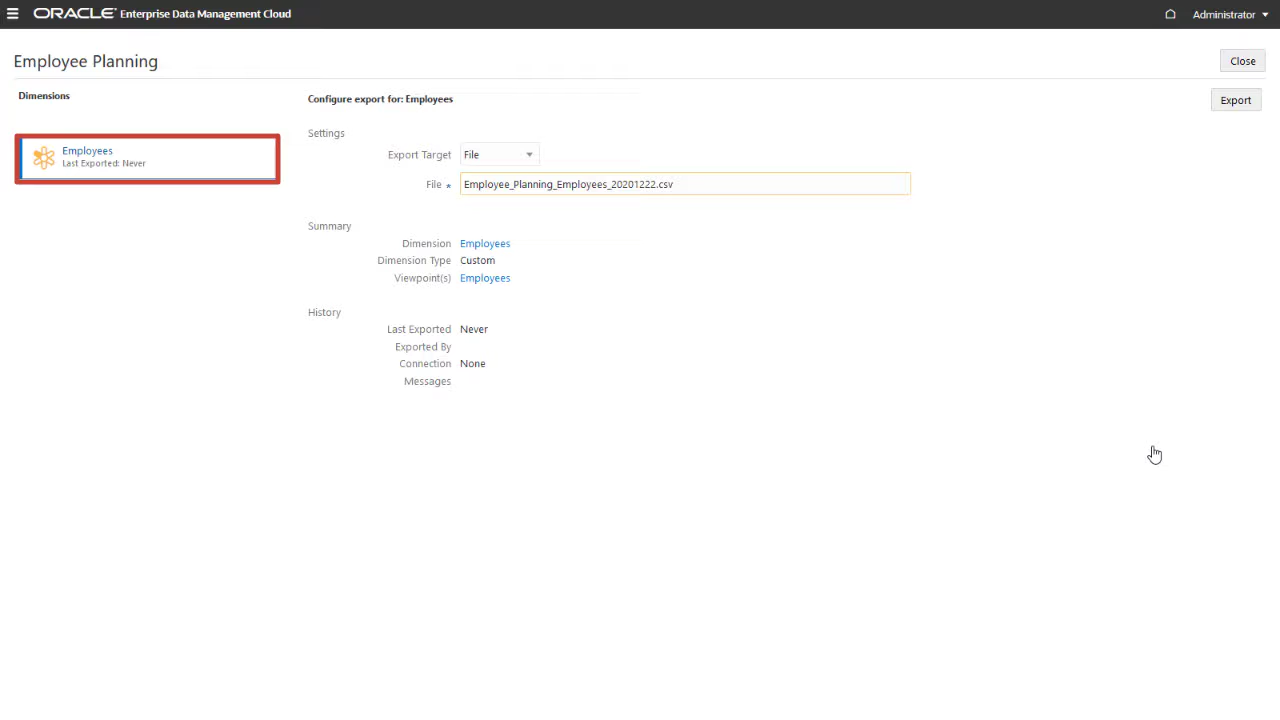 ORACLE Enterprise Data Management Cloud
Administrator
Employee Planning
Close
Dimensions
Employees
Last Exported: Never
Configure export for: Employees
Export
Settings
Export Target File
File * Employee_Planning_Employees_20201222.csv
Summary
Dimension Employees
Dimension Type Custom
Viewpoint(s) Employees
History
Last Exported Never
Exported By
Connection None
Messages